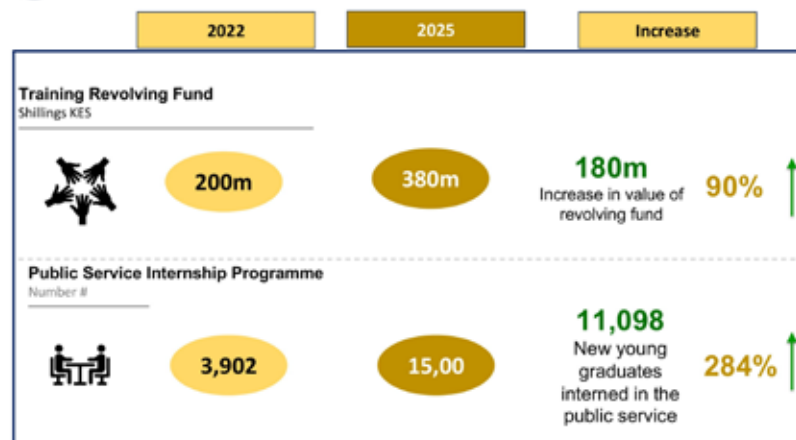 2022 2025 Increase
Training Revolving Fund
Shillings KES
200m 380m 180m 90%
Increase in value of
revolving fund
Public Service Internship Programme
Number #
3,902 15,00 11,098 284%
New young
graduates
interned in the
public service